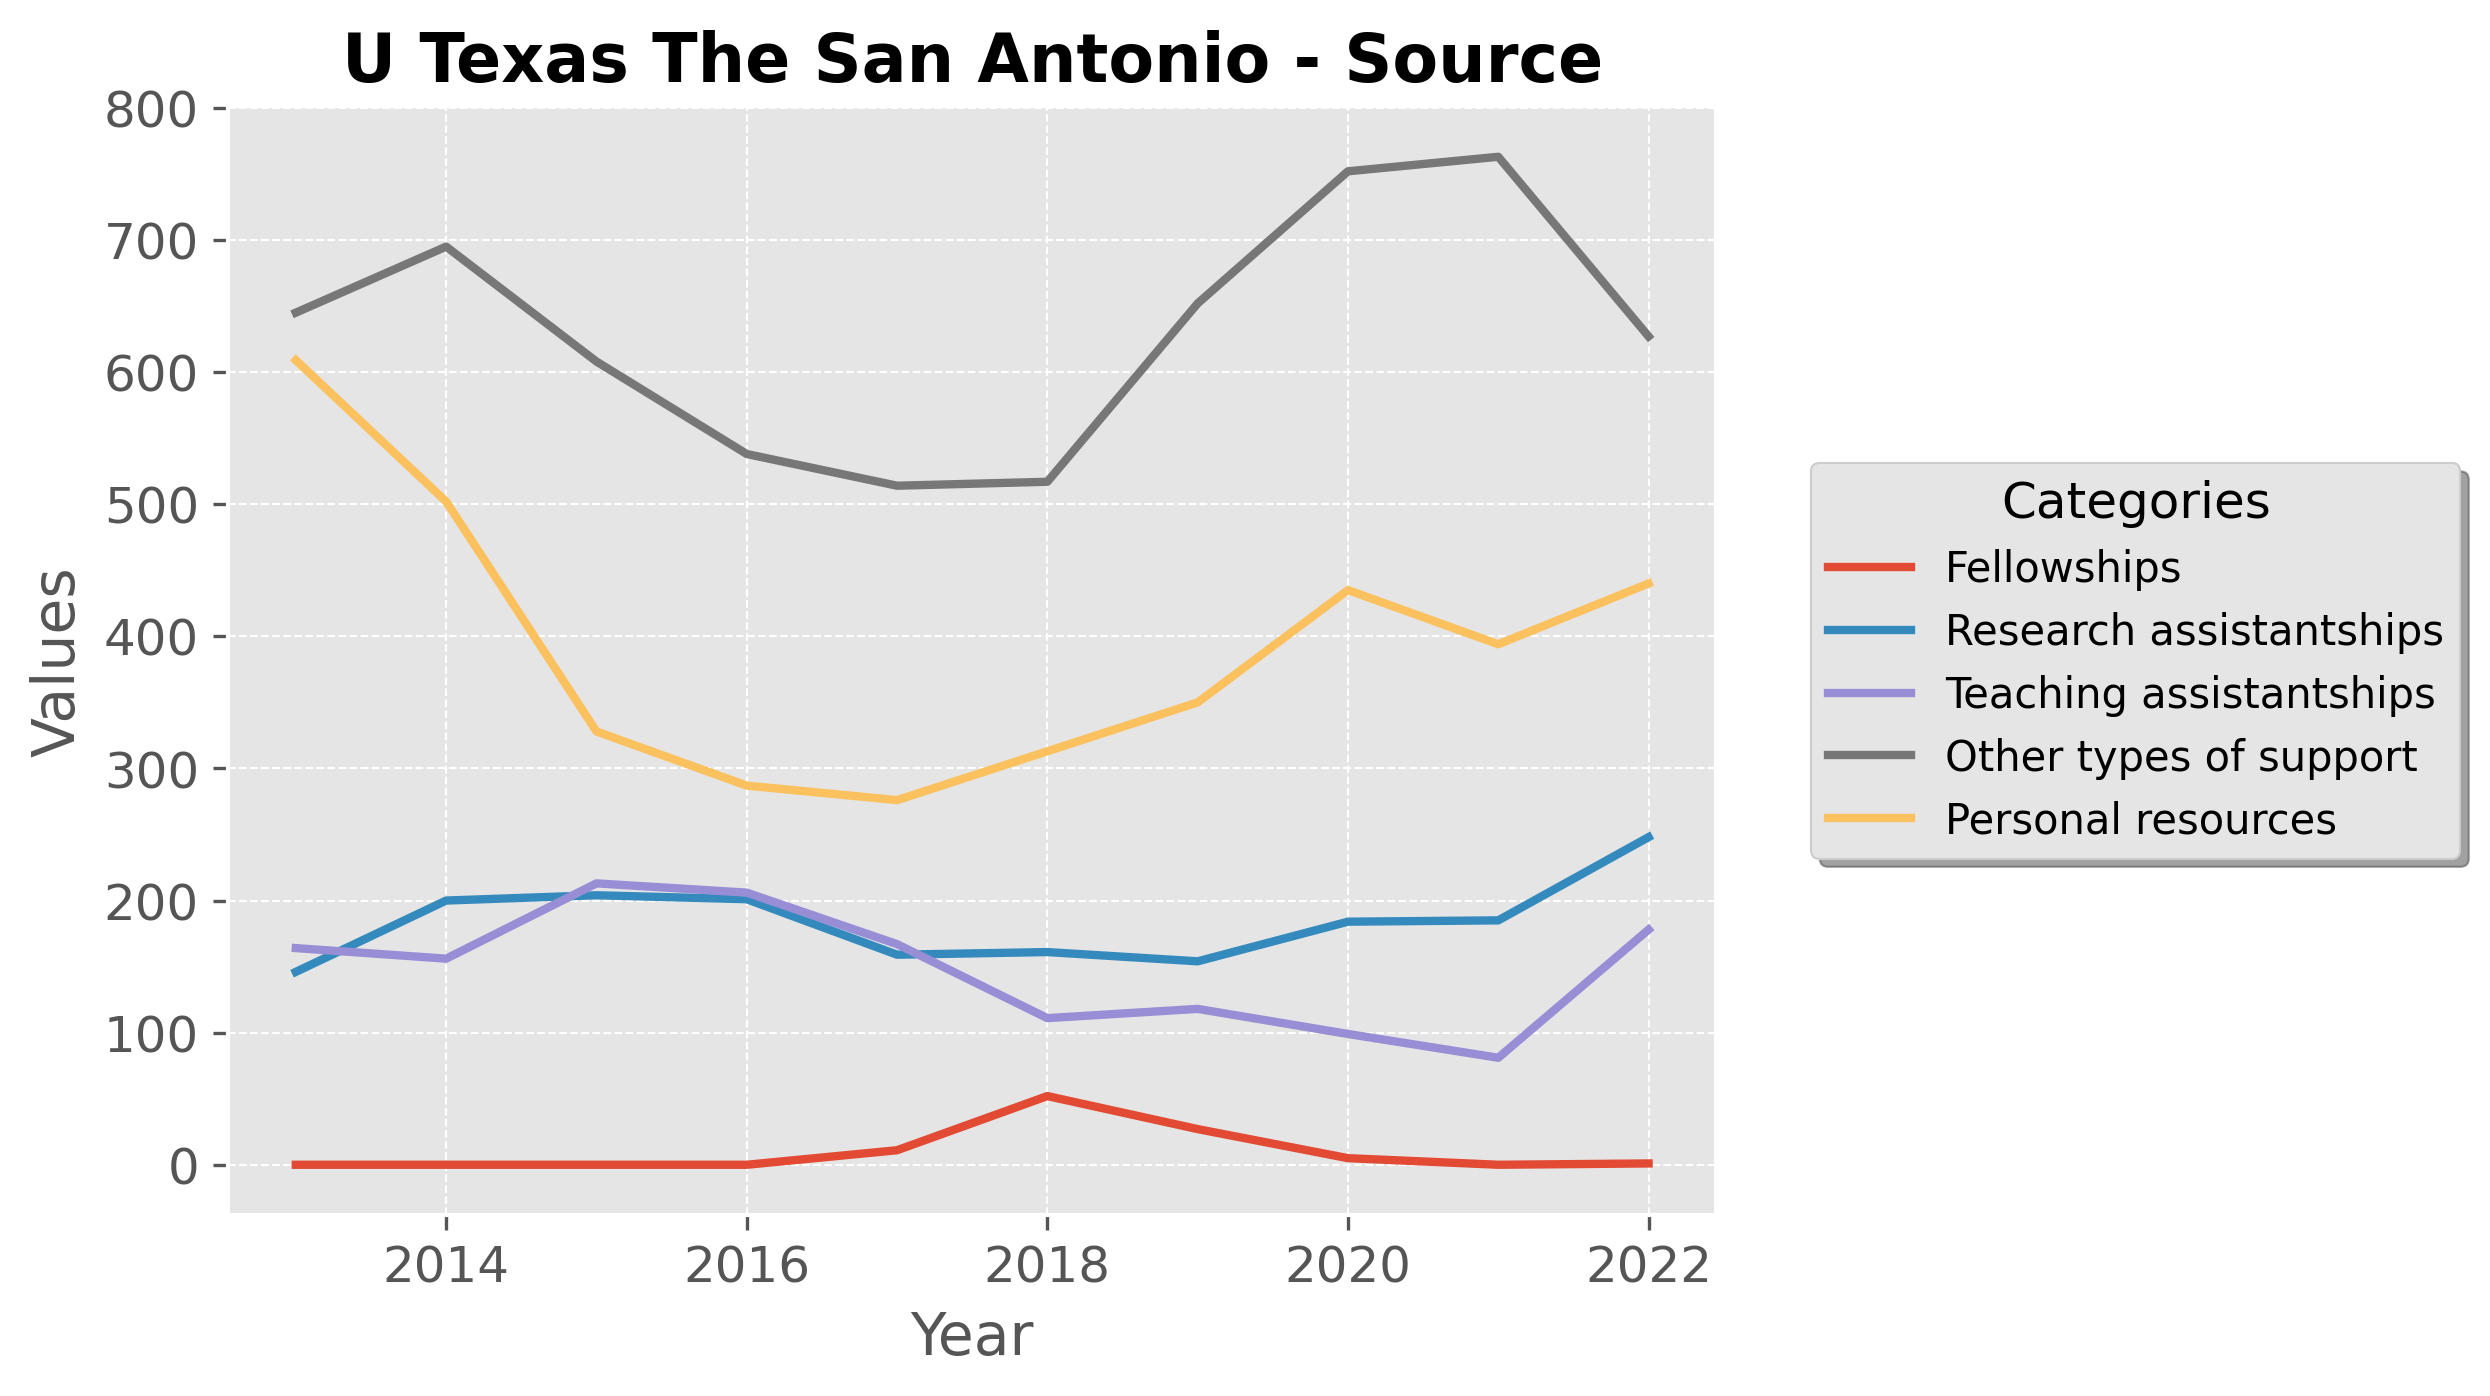 U Texas The San Antonio - Source
800
700
600
500
400
300
200
100
0
Values
2014 2016 2018 2020 2022
Year
Categories
Fellowships
Research assistantships
Teaching assistantships
Other types of support
Personal resources